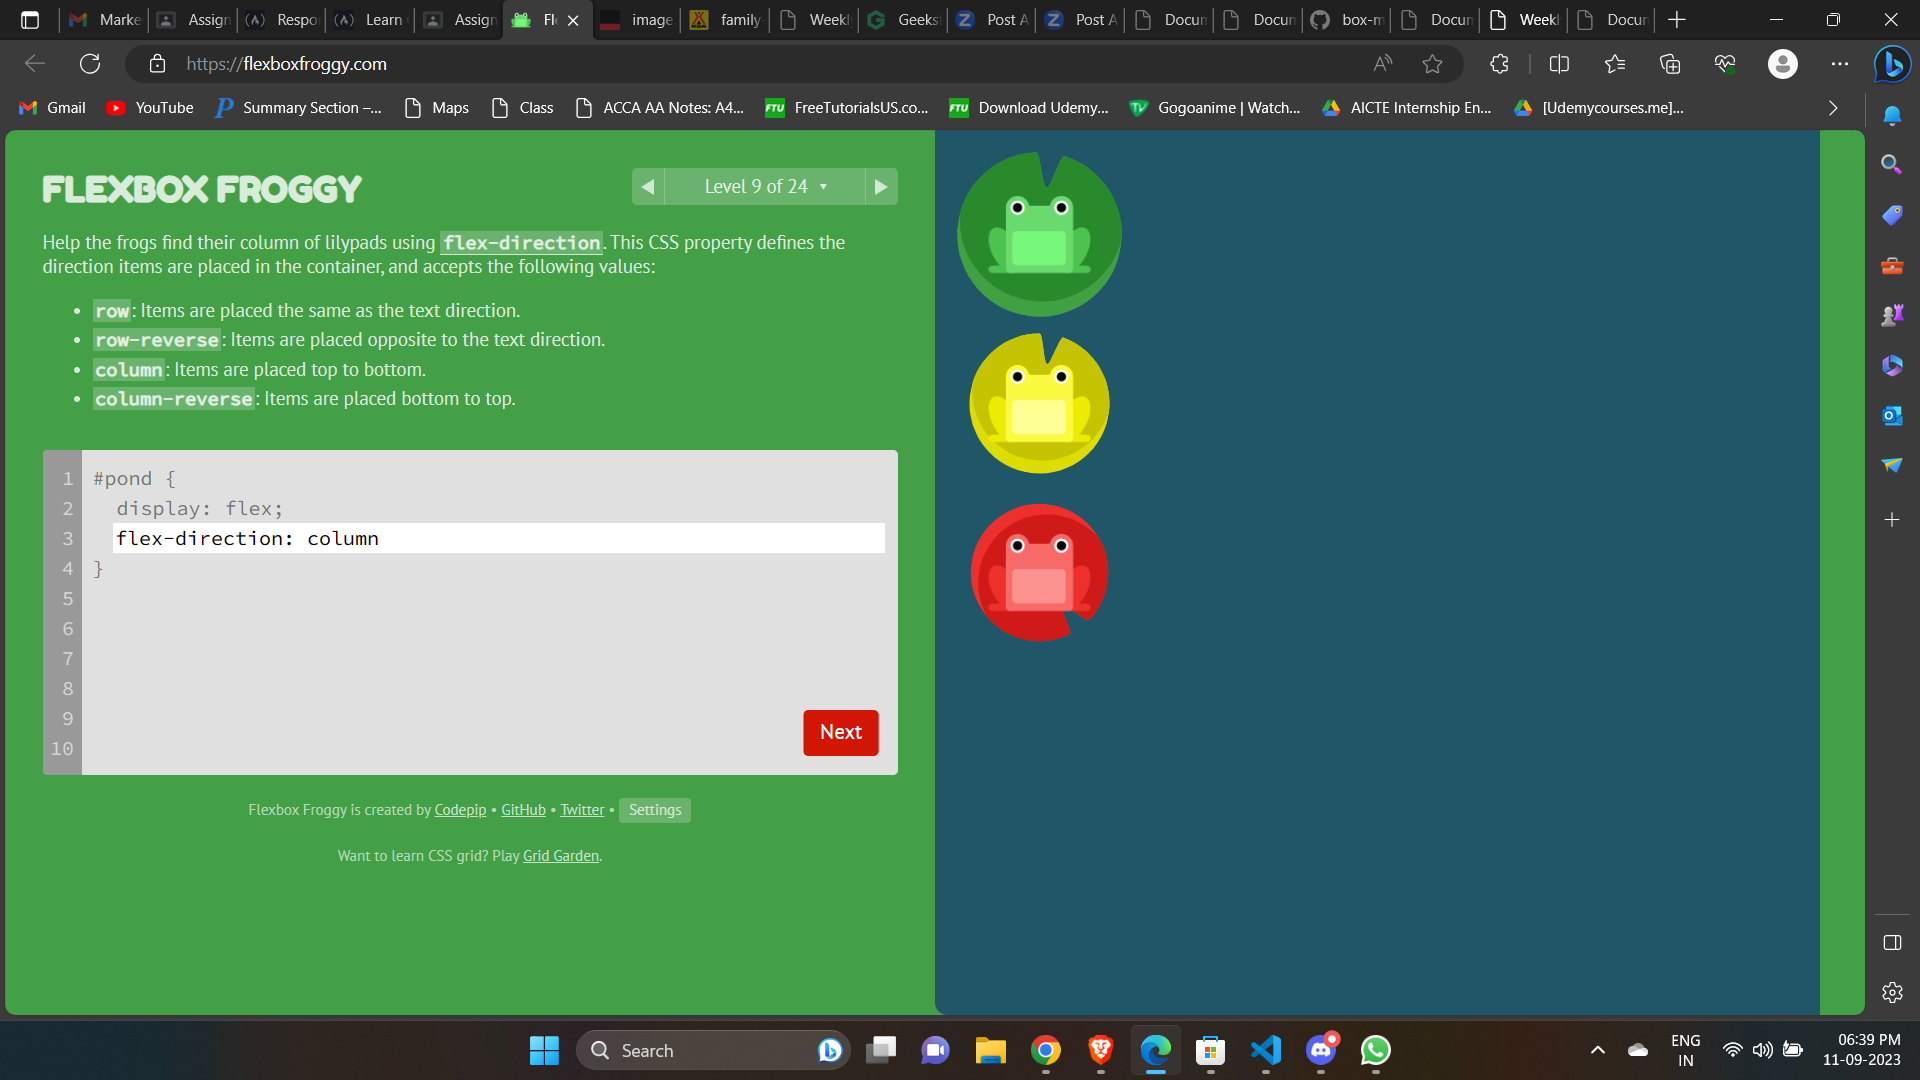 Marke
Assign
Respo
Learn
Assign
Fl
image
family
Weekl
Geeks
Post A
Post A
Docum
Docum
box-m
Docum
Weekl
Docum
https://flexboxfroggy.com
Gmail
YouTube
Summary Section –...
Maps
Class
ACCA AA Notes: A4...
FreeTutorialsUS.co...
Download Udemy...
Gogoanime | Watch...
AICTE Internship En...
[Udemycourses.me]...
FLEXBOX FROGGY
Level 9 of 24
Help the frogs find their column of lilypads using flex-direction. This CSS property defines the
direction items are placed in the container, and accepts the following values:
• row: Items are placed the same as the text direction.
• row-reverse: Items are placed opposite to the text direction.
• column: Items are placed top to bottom.
• column-reverse: Items are placed bottom to top.
1 #pond {
2 display: flex;
3 flex-direction: column
4 }
5
6
7
8
9
10
Next
Flexbox Froggy is created by Codepip • GitHub • Twitter • Settings
Want to learn CSS grid? Play Grid Garden.
Search
ENG
IN
06:39 PM
11-09-2023